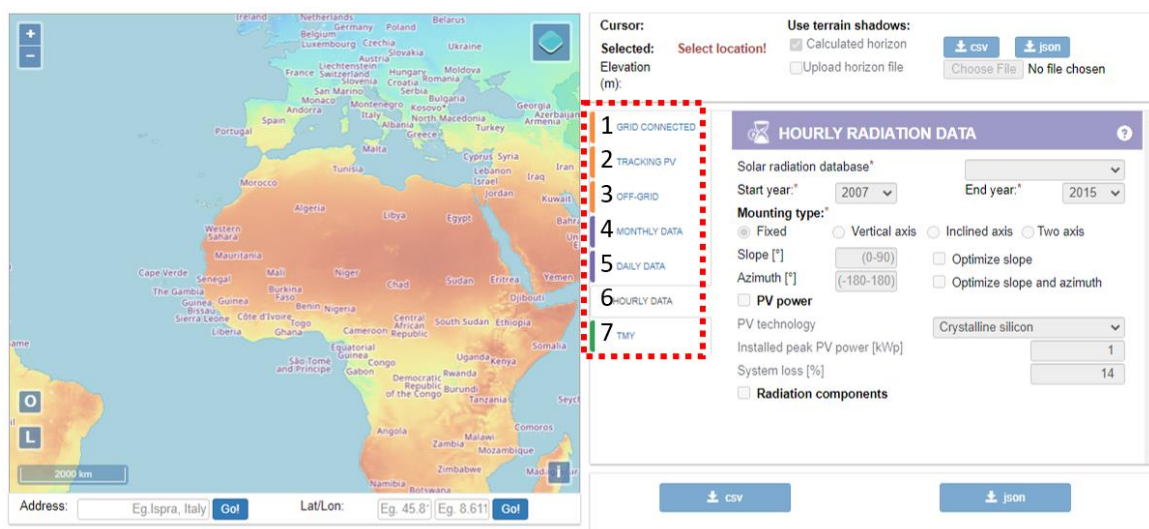 +
−
Ireland
Netherlands
Belarus
Germany
Poland
Belgium
Luxembourg
Czechia
Ukraine
Slovakia
Austria
Liechtenstein
Moldova
France
Switzerland
Hungary
Slovenia
Croatia
Romania
San Marino
Serbia
Monaco
Bulgaria
Andorra
Montenegro
Kosovo*
Georgia
Spain
Italy
North Macedonia
Azerbaijan
Albania
Armenia
Portugal
Greece
Turkey
Malta
Cyprus
Syria
Tunisia
Lebanon
Iran
Israel
Iraq
Morocco
Jordan
Kuwait
Algeria
Libya
Egypt
Western
Sahara
Mauritania
Cape Verde
Senegal
Mali
Niger
Chad
Sudan
Eritrea
Yemen
The Gambia
Burkina
Faso
Djibouti
Guinea-
Bissau
Guinea
Benin
Nigeria
Sierra Leone
Côte d'Ivoire
Togo
Central
African
Republic
South Sudan
Ethiopia
Liberia
Ghana
Cameroon
Somalia
Equatorial
Guinea
São Tomé
and Príncipe
Gabon
Congo
Uganda
Kenya
Democratic
Republic
of the Congo
Rwanda
Burundi
Tanzania
Angola
Malawi
Comoros
Zambia
Mozambique
Zimbabwe
Namibia
Botswana
O
L
2000 km
i
Address:
Eg.Ispra, Italy
Go!
Lat/Lon:
Eg. 45.8
Eg. 8.611
Go!
Cursor:
Use terrain shadows:
Selected: Select location!
Calculated horizon
csv
json
Elevation
(m):
Upload horizon file
Choose File No file chosen
1 GRID CONNECTED
2 TRACKING PV
3 OFF-GRID
4 MONTHLY DATA
5 DAILY DATA
6 HOURLY DATA
7 TMY
HOURLY RADIATION DATA ?
Solar radiation database*
Start year:* 2007 End year:* 2015
Mounting type:*
Fixed Vertical axis Inclined axis Two axis
Slope [°] (0-90) Optimize slope
Azimuth [°] (-180-180) Optimize slope and azimuth
PV power
PV technology Crystalline silicon
Installed peak PV power [kWp] 1
System loss [%] 14
Radiation components
csv json